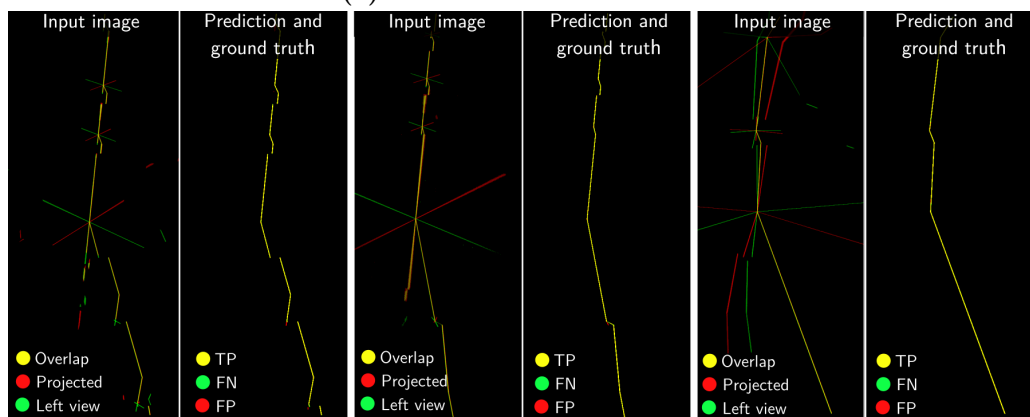 Input image
Prediction and
ground truth
Overlap
Projected
Left view
TP
FN
FP
Input image
Prediction and
ground truth
Overlap
Projected
Left view
TP
FN
FP
Input image
Prediction and
ground truth
Overlap
Projected
Left view
TP
FN
FP